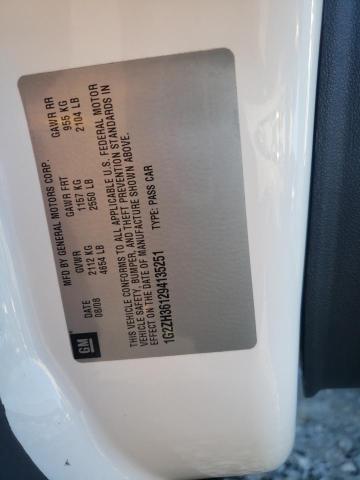 MFD BY GENERAL MOTORS CORP.
DATE GVWR GAWR FRT GAWR RR
08/08 2112 KG 1157 KG 955 KG
4654 LB 2550 LB 2104 LB
THIS VEHICLE CONFORMS TO ALL APPLICABLE U.S. FEDERAL MOTOR
VEHICLE SAFETY, BUMPER, AND THEFT PREVENTION STANDARDS IN
EFFECT ON THE DATE OF MANUFACTURE SHOWN ABOVE.
1G2ZH361294135251 TYPE: PASS CAR
GM